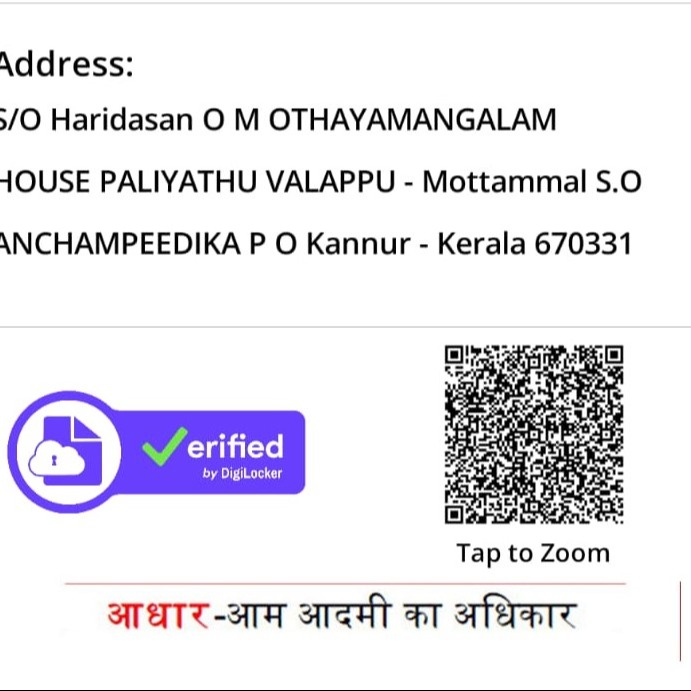 Address:
S/O Haridasan O M OTHAYAMANGALAM
HOUSE PALIYATHU VALAPPU - Mottammal S.O
ANCHAMPEEDIKA P O Kannur - Kerala 670331
Verified
by DigiLocker
Tap to Zoom
आधार-आम आदमी का अधिकार